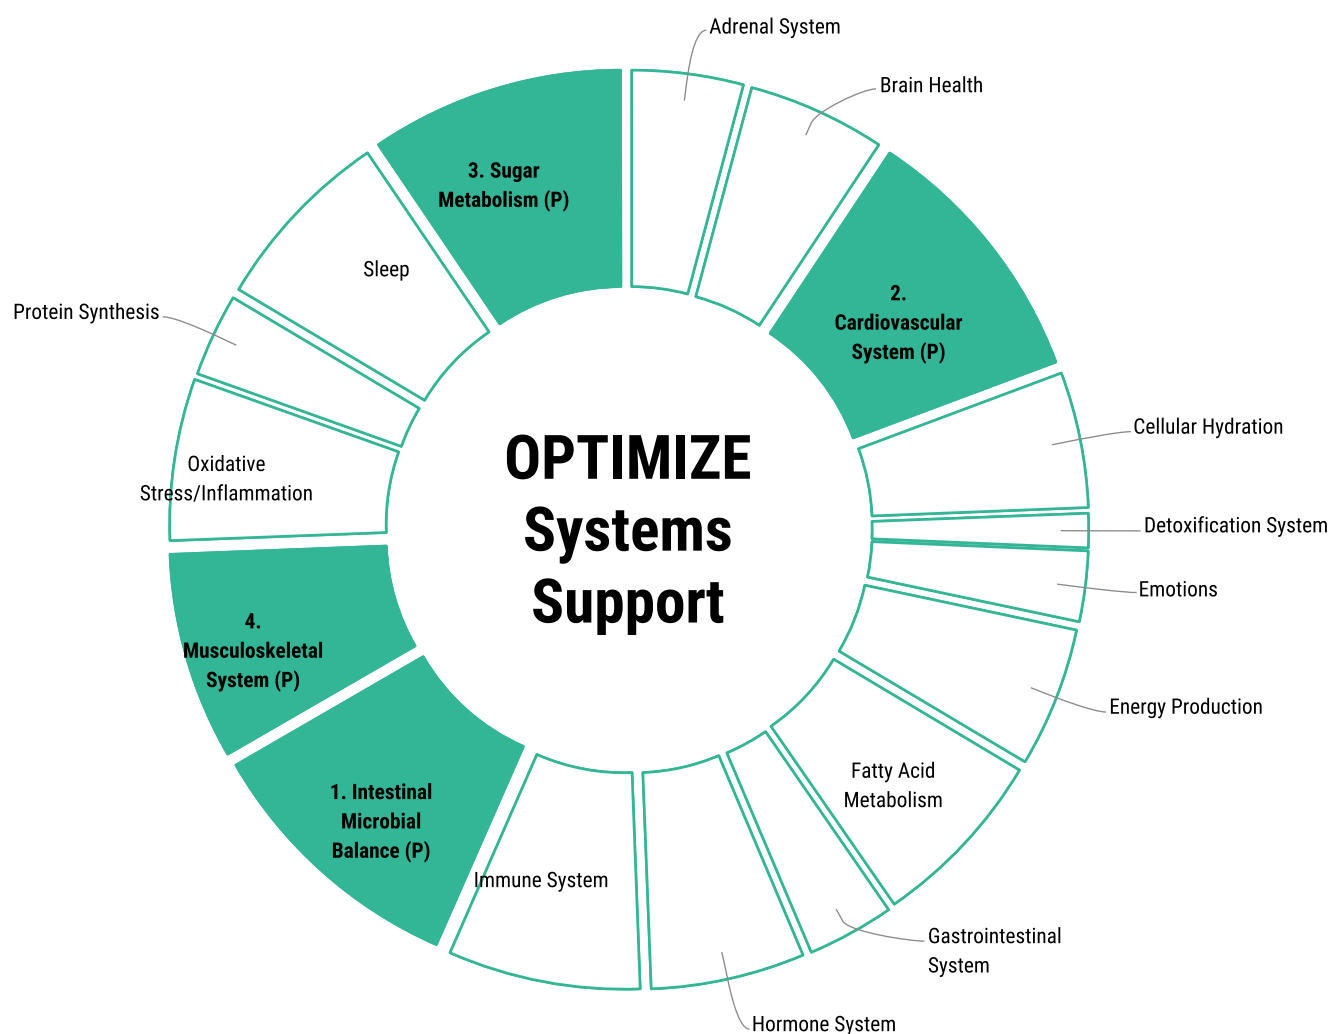 Adrenal System
Brain Health
3. Sugar
Metabolism (P)
2.
Cardiovascular
System (P)
Sleep
Protein Synthesis
Cellular Hydration
Oxidative
Stress/Inflammation
OPTIMIZE
Systems
Support
Detoxification System
Emotions
4.
Musculoskeletal
System (P)
Energy Production
Fatty Acid
Metabolism
1. Intestinal
Microbial
Balance (P)
Immune System
Gastrointestinal
System
Hormone System